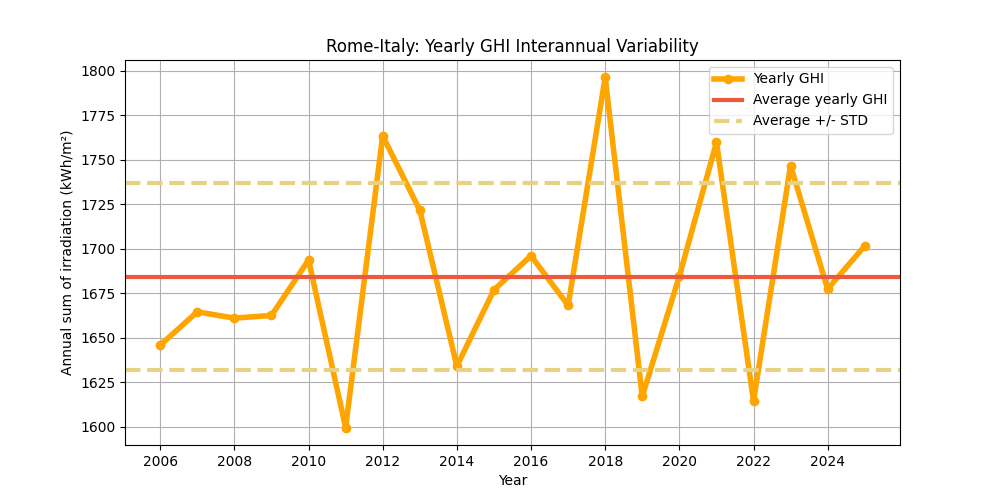 Rome-Italy: Yearly GHI Interannual Variability
Yearly GHI
Average yearly GHI
Average +/- STD
Annual sum of irradiation (kWh/m²)
1800
1775
1750
1725
1700
1675
1650
1625
1600
2006 2008 2010 2012 2014 2016 2018 2020 2022 2024
Year